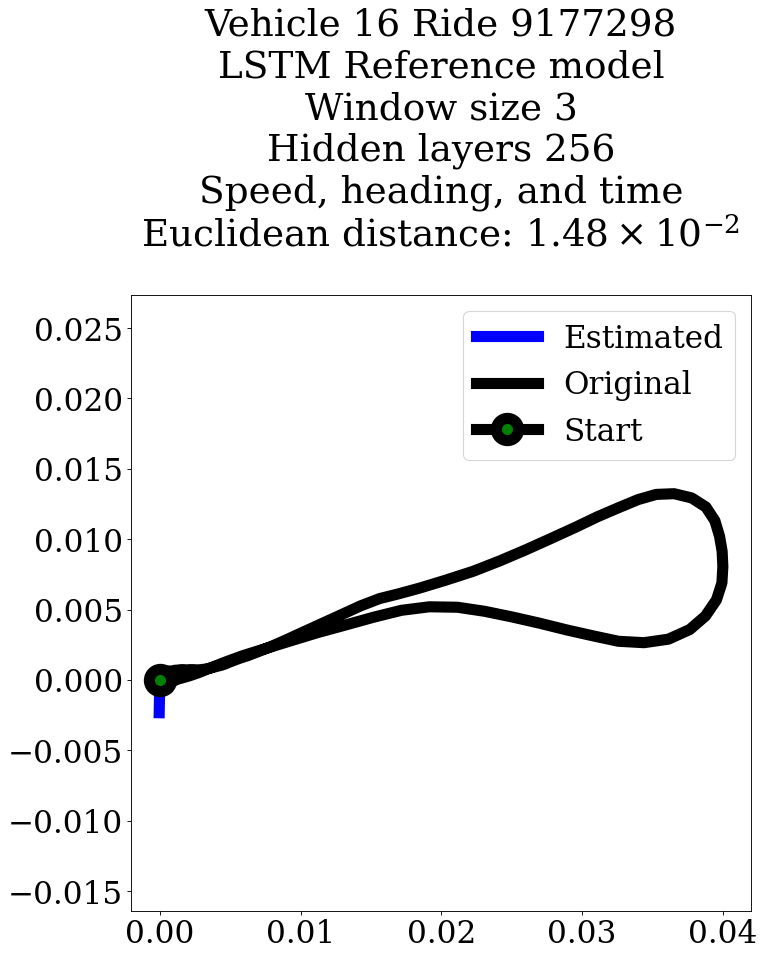 Vehicle 16 Ride 9177298
LSTM Reference model
Window size 3
Hidden layers 256
Speed, heading, and time
Euclidean distance: 1.48 × 10⁻²
Estimated
Original
Start
0.025
0.020
0.015
0.010
0.005
0.000
−0.005
−0.010
−0.015
0.00 0.01 0.02 0.03 0.04